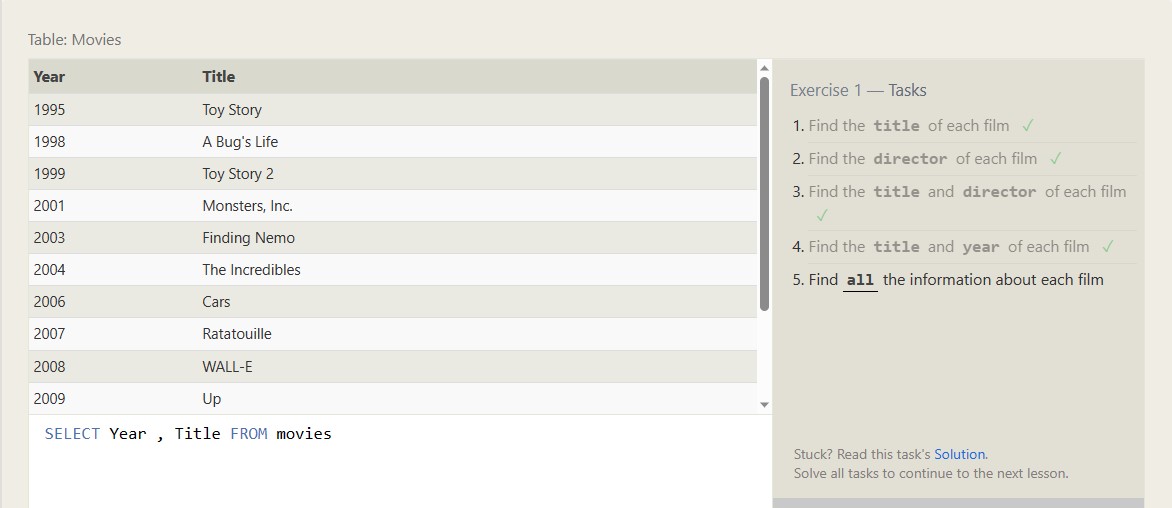 Table: Movies
Year Title
1995 Toy Story
1998 A Bug's Life
1999 Toy Story 2
2001 Monsters, Inc.
2003 Finding Nemo
2004 The Incredibles
2006 Cars
2007 Ratatouille
2008 WALL-E
2009 Up
SELECT Year , Title FROM movies
Exercise 1 — Tasks
1. Find the title of each film ✓
2. Find the director of each film ✓
3. Find the title and director of each film
✓
4. Find the title and year of each film ✓
5. Find all the information about each film
Stuck? Read this task's Solution.
Solve all tasks to continue to the next lesson.